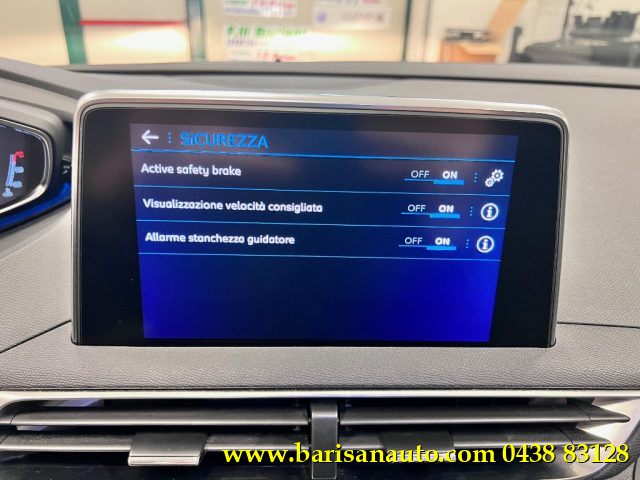 SICUREZZA
Active safety brake OFF ON
Visualizzazione velocità consigliata OFF ON
Allarme stanchezza guidatore OFF ON
www.barisanauto.com 0438 83128